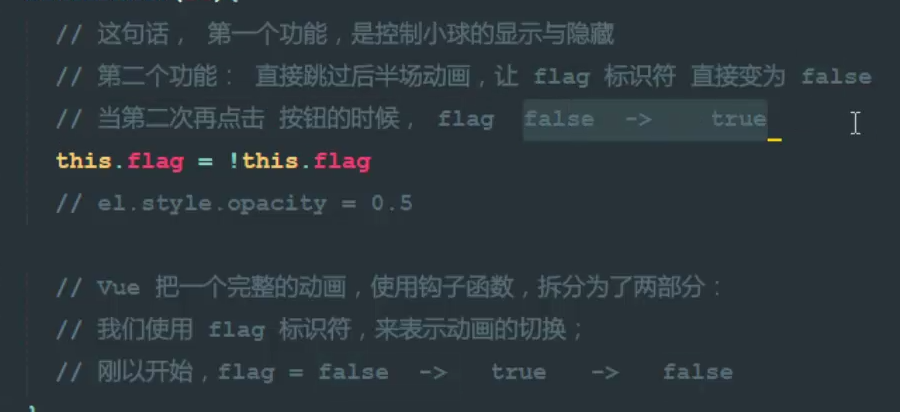 // 这句话， 第一个功能，是控制小球的显示与隐藏
// 第二个功能： 直接跳过后半场动画，让 flag 标识符 直接变为 false
// 当第二次再点击 按钮的时候， flag false -> true
this.flag = !this.flag
// el.style.opacity = 0.5
// Vue 把一个完整的动画，使用钩子函数，拆分为了两部分：
// 我们使用 flag 标识符，来表示动画的切换；
// 刚以开始，flag = false -> true -> false
}